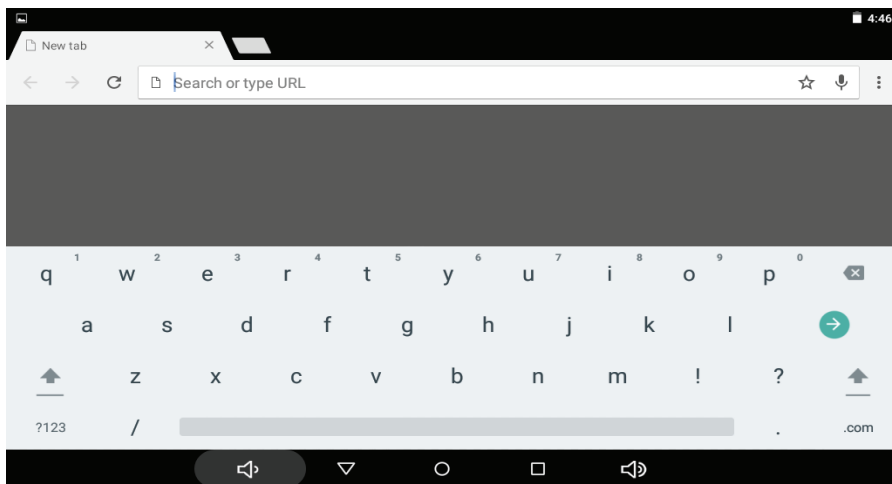 4:46
New tab
Search or type URL
1 2 3 4 5 6 7 8 9 0
q w e r t y u i o p
a s d f g h j k l
z x c v b n m ! ?
?123 / . .com